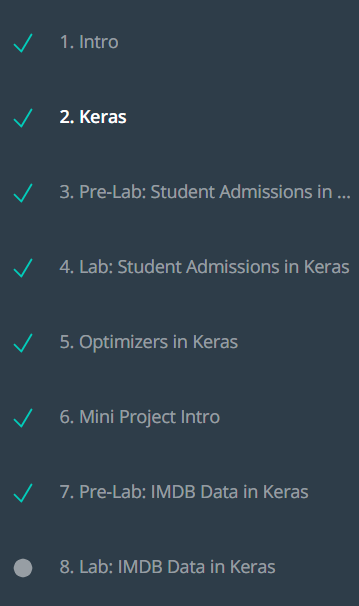 1. Intro
2. Keras
3. Pre-Lab: Student Admissions in ...
4. Lab: Student Admissions in Keras
5. Optimizers in Keras
6. Mini Project Intro
7. Pre-Lab: IMDB Data in Keras
8. Lab: IMDB Data in Keras